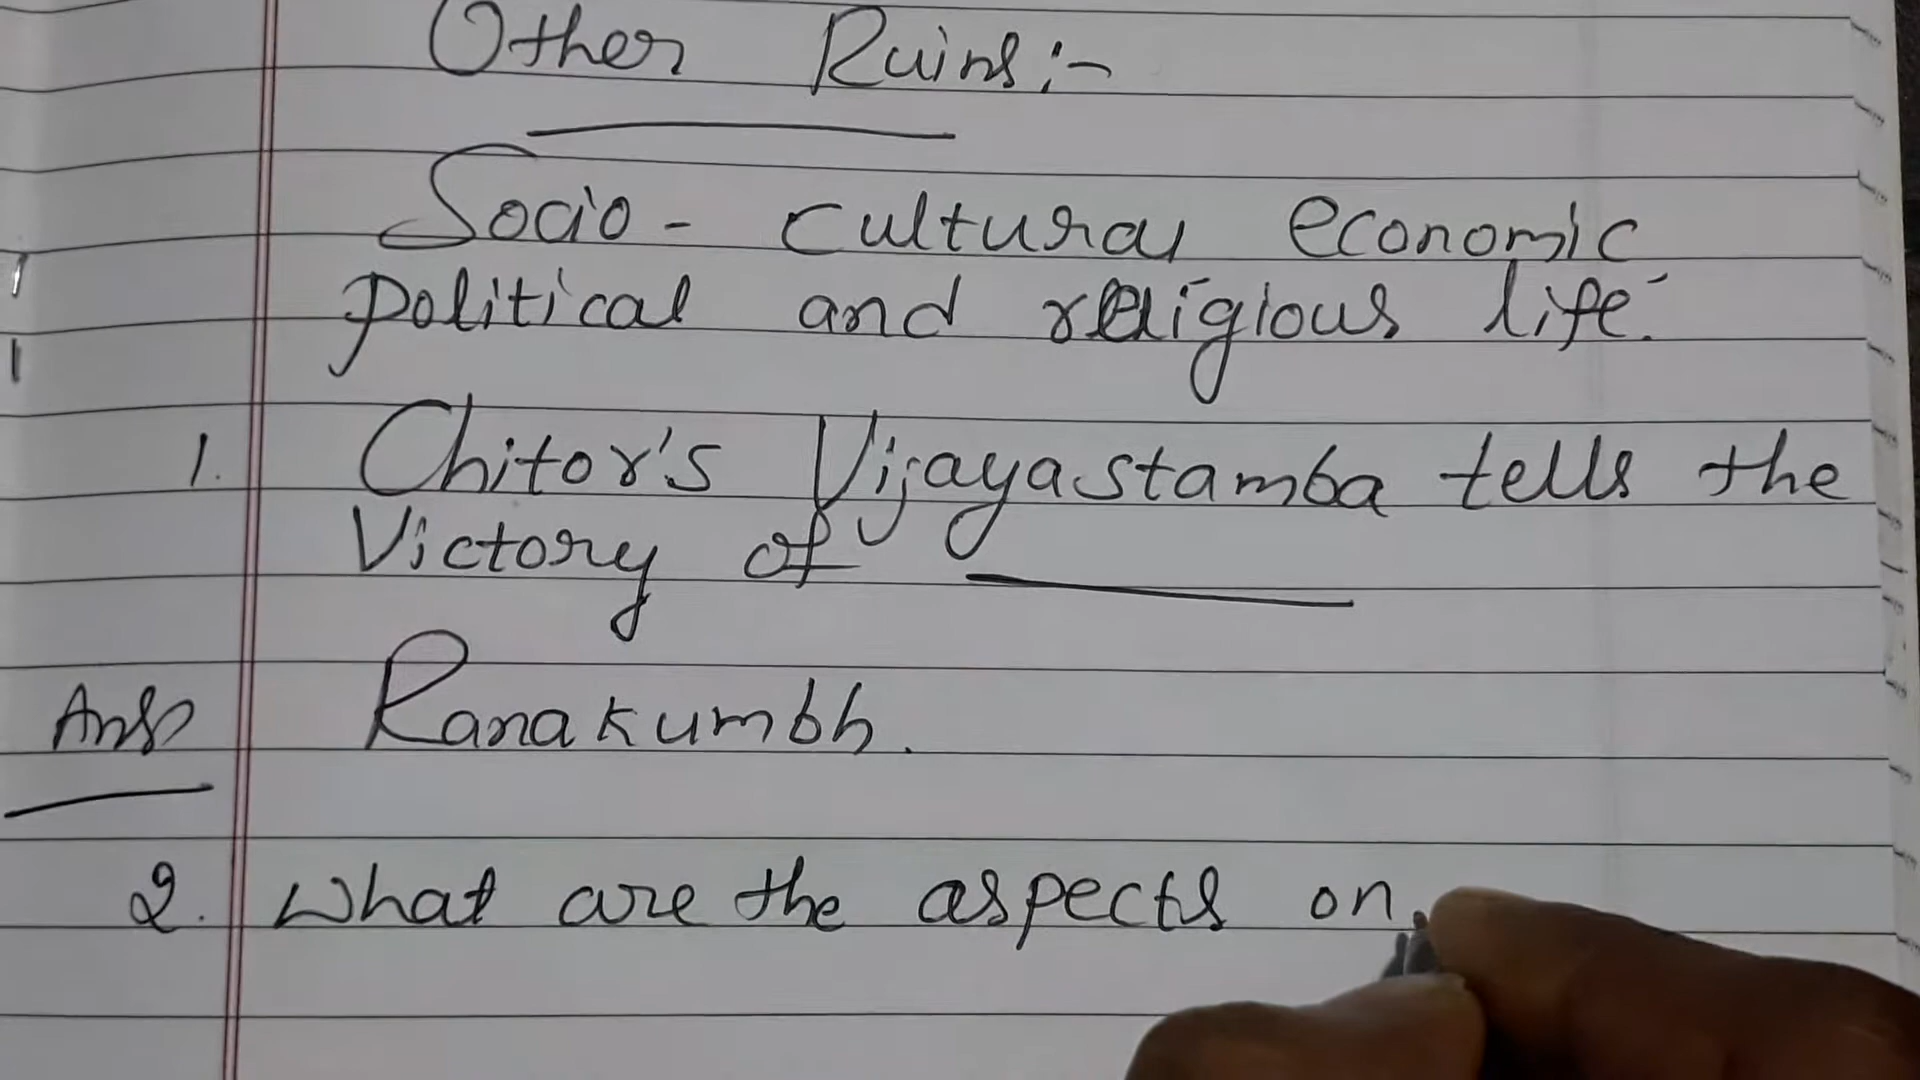 Other Ruins:-
Socio - cultural economic
political and religious life.
1. Chitor's Vijayastamba tells the
Victory of ______
Ans Ranakumbh.
2. What are the aspects on